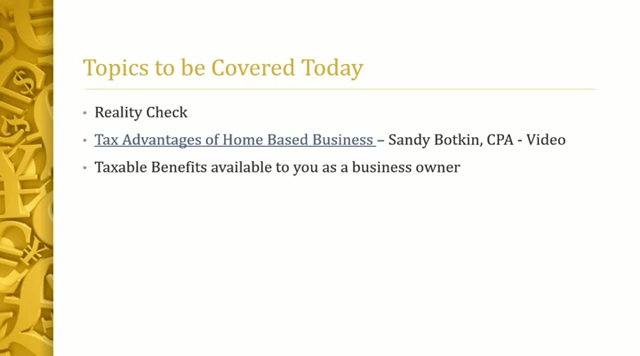 Topics to be Covered Today
• Reality Check
• Tax Advantages of Home Based Business – Sandy Botkin, CPA - Video
• Taxable Benefits available to you as a business owner